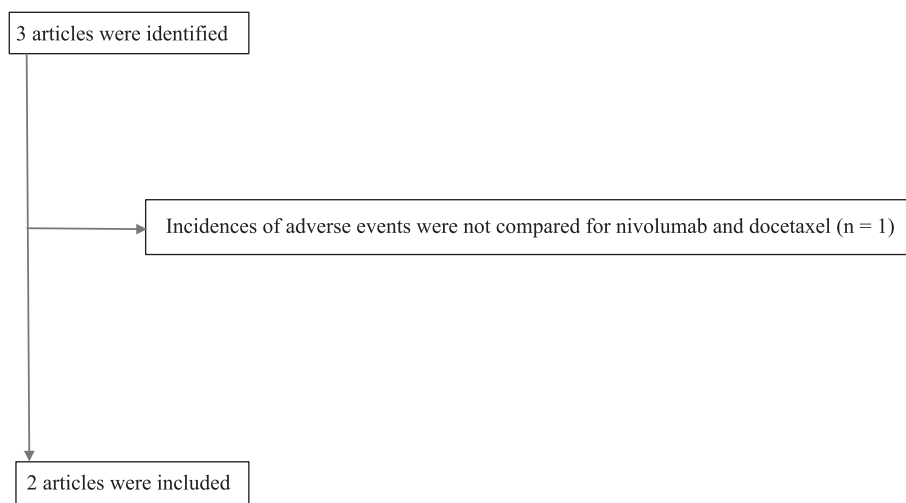 3 articles were identified
Incidences of adverse events were not compared for nivolumab and docetaxel (n = 1)
2 articles were included